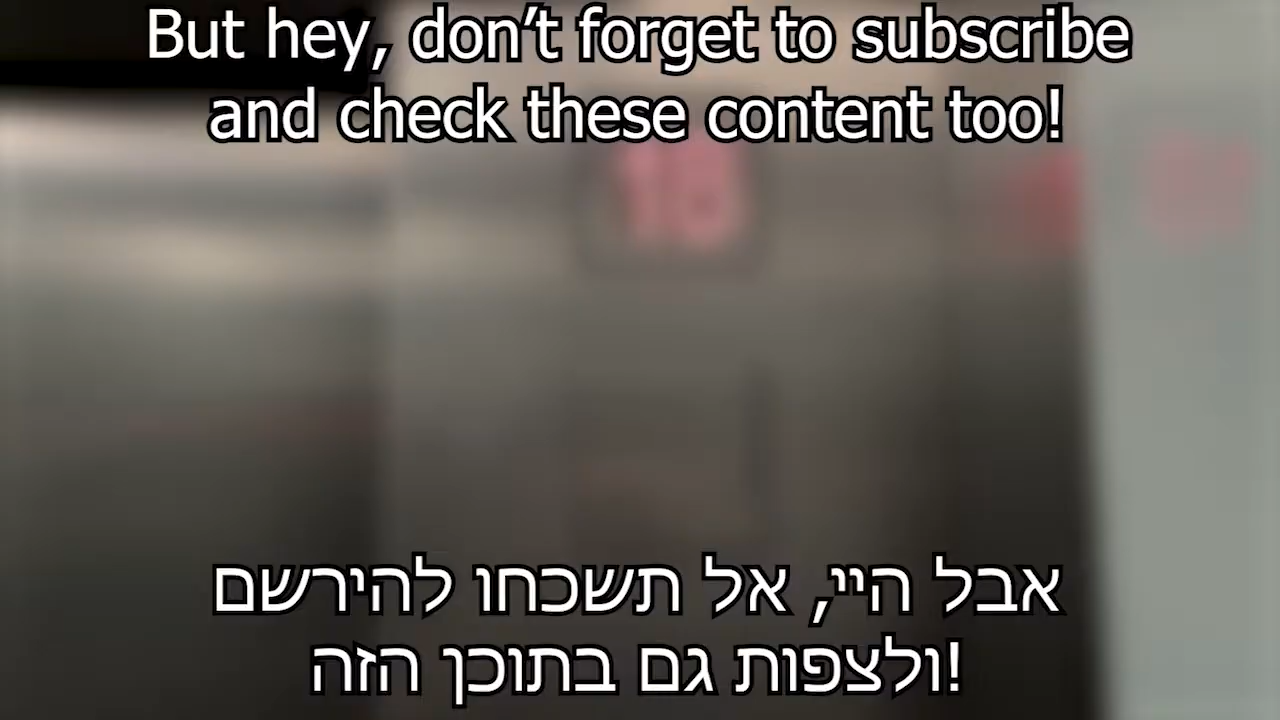 But hey, don’t forget to subscribe
and check these content too!
18
אבל היי, אל תשכחו להירשם
!ולצפות גם בתוכן הזה